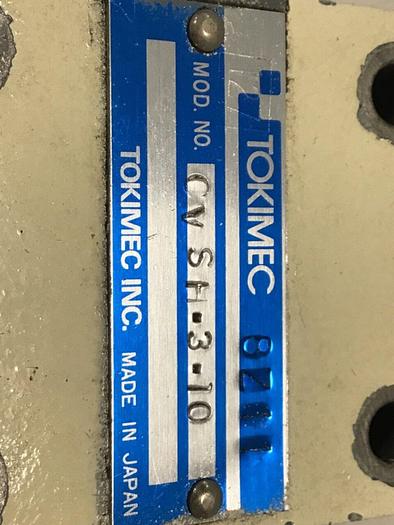 TOKIMEC 8Z11
MOD. NO. CVSH-3-10
TOKIMEC INC. MADE IN JAPAN